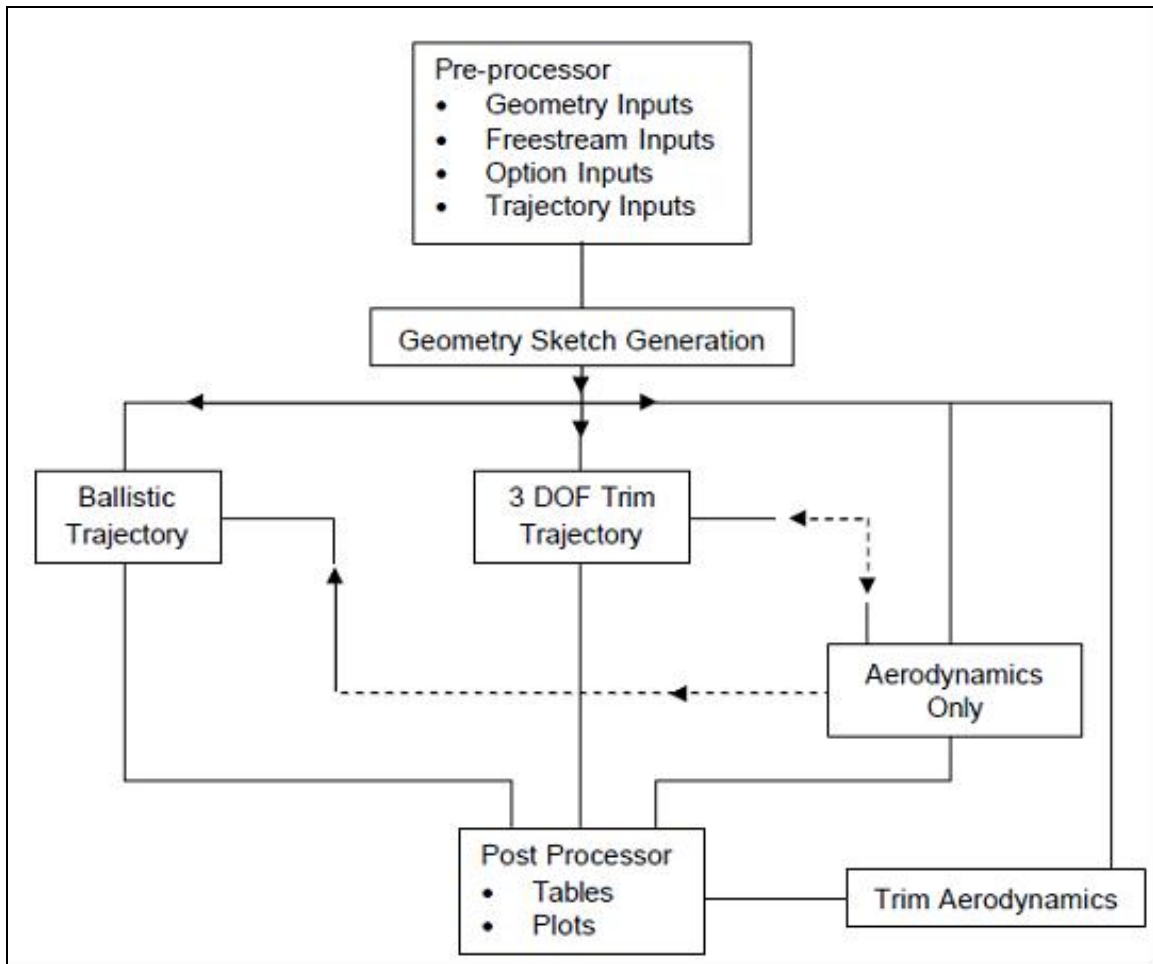 Pre-processor
• Geometry Inputs
• Freestream Inputs
• Option Inputs
• Trajectory Inputs
Geometry Sketch Generation
Ballistic
Trajectory
3 DOF Trim
Trajectory
Aerodynamics
Only
Post Processor
• Tables
• Plots
Trim Aerodynamics